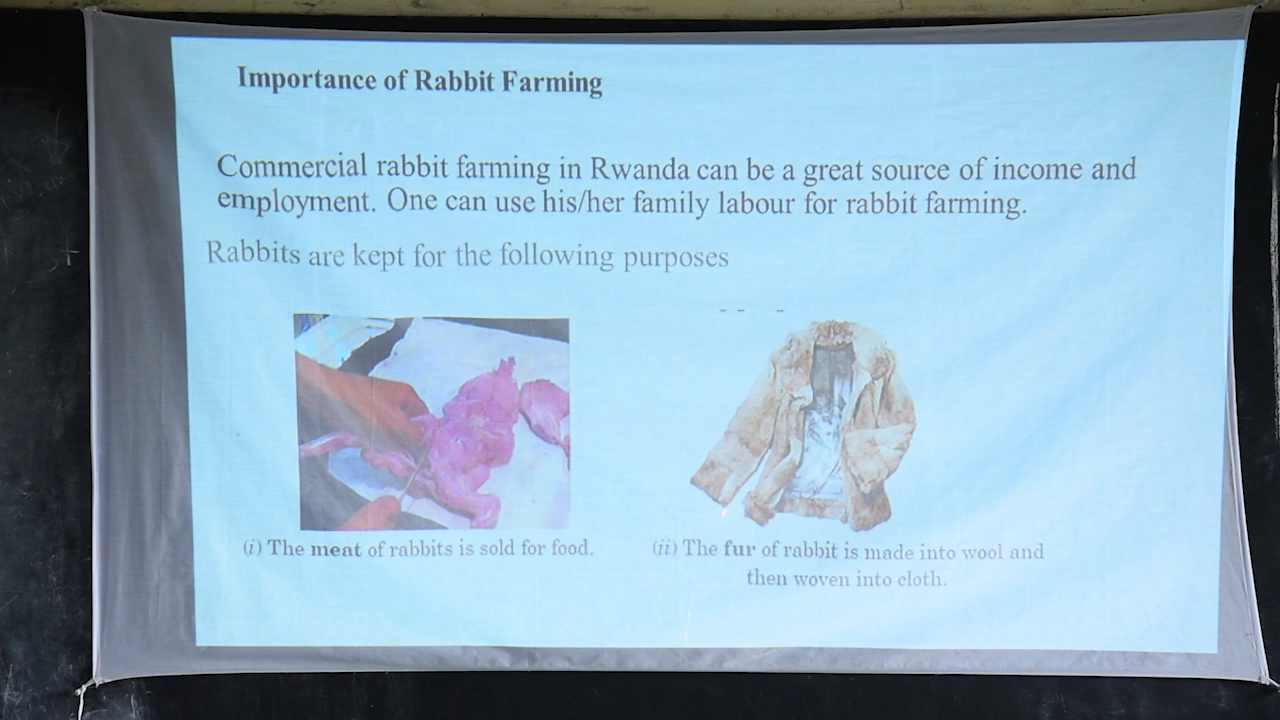 Importance of Rabbit Farming
Commercial rabbit farming in Rwanda can be a great source of income and
employment. One can use his/her family labour for rabbit farming.
Rabbits are kept for the following purposes
(i) The meat of rabbits is sold for food.
(ii) The fur of rabbit is made into wool and
then woven into cloth.